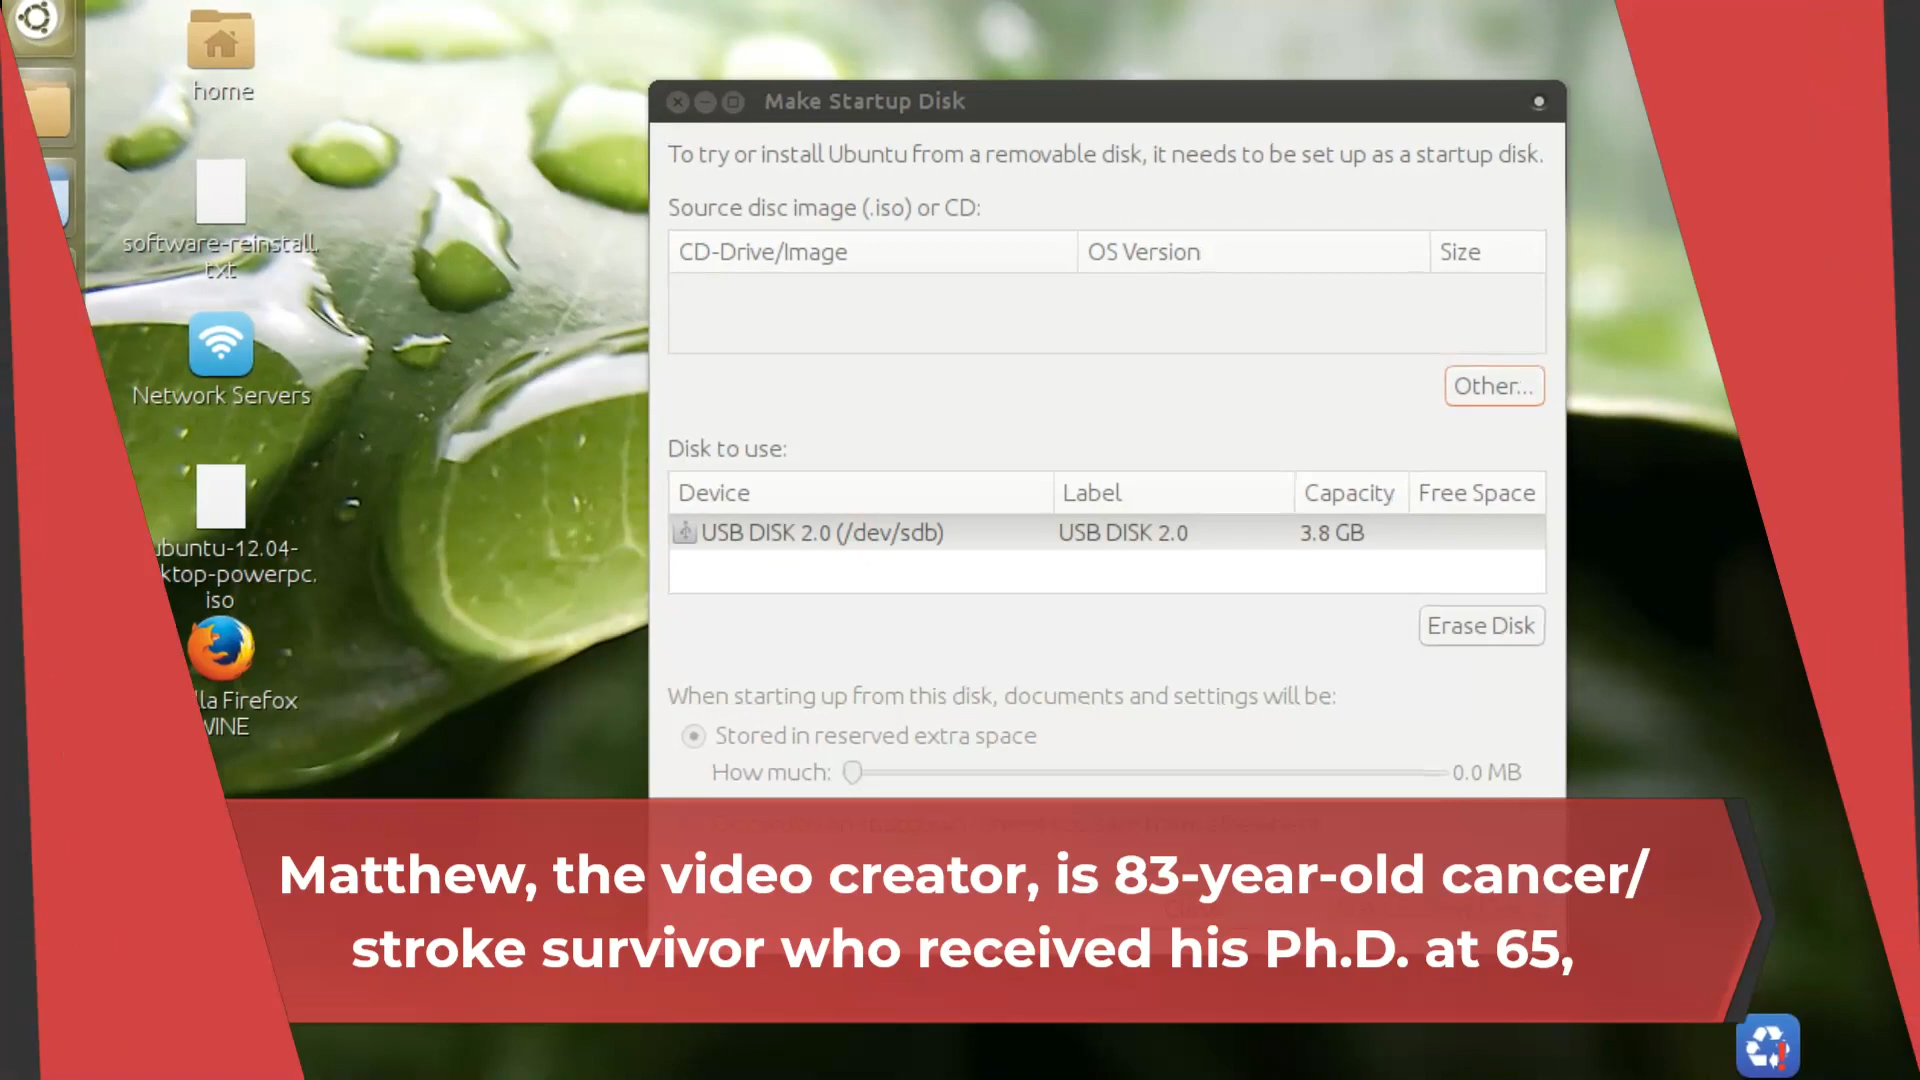 home
software-reinstall.
txt
Network Servers
ubuntu-12.04-
ktop-powerpc.
iso
lla Firefox
WINE
Make Startup Disk
To try or install Ubuntu from a removable disk, it needs to be set up as a startup disk.
Source disc image (.iso) or CD:
CD-Drive/Image OS Version Size
Other...
Disk to use:
Device Label Capacity Free Space
USB DISK 2.0 (/dev/sdb) USB DISK 2.0 3.8 GB
Erase Disk
When starting up from this disk, documents and settings will be:
Stored in reserved extra space
How much: 0.0 MB
Matthew, the video creator, is 83-year-old cancer/
stroke survivor who received his Ph.D. at 65,